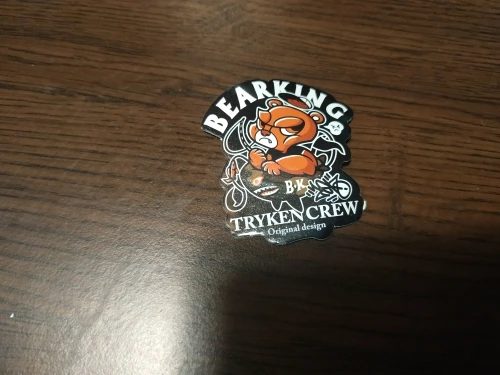 BEARKING
B.K
TRYKEN CREW
Original design